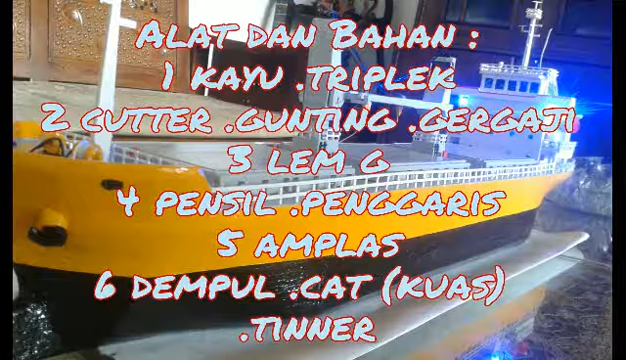 Alat dan Bahan :
1 kayu .triplek
2 cutter .gunting .gergaji
3 lem G
4 pensil .penggaris
5 amplas
6 dempul .cat (kuas)
.tinner